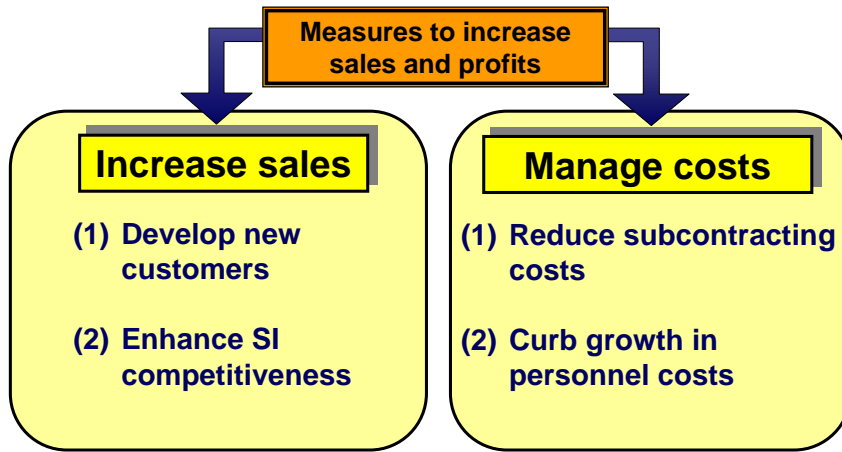 Measures to increase
sales and profits
Increase sales
(1) Develop new
customers
(2) Enhance SI
competitiveness
Manage costs
(1) Reduce subcontracting
costs
(2) Curb growth in
personnel costs